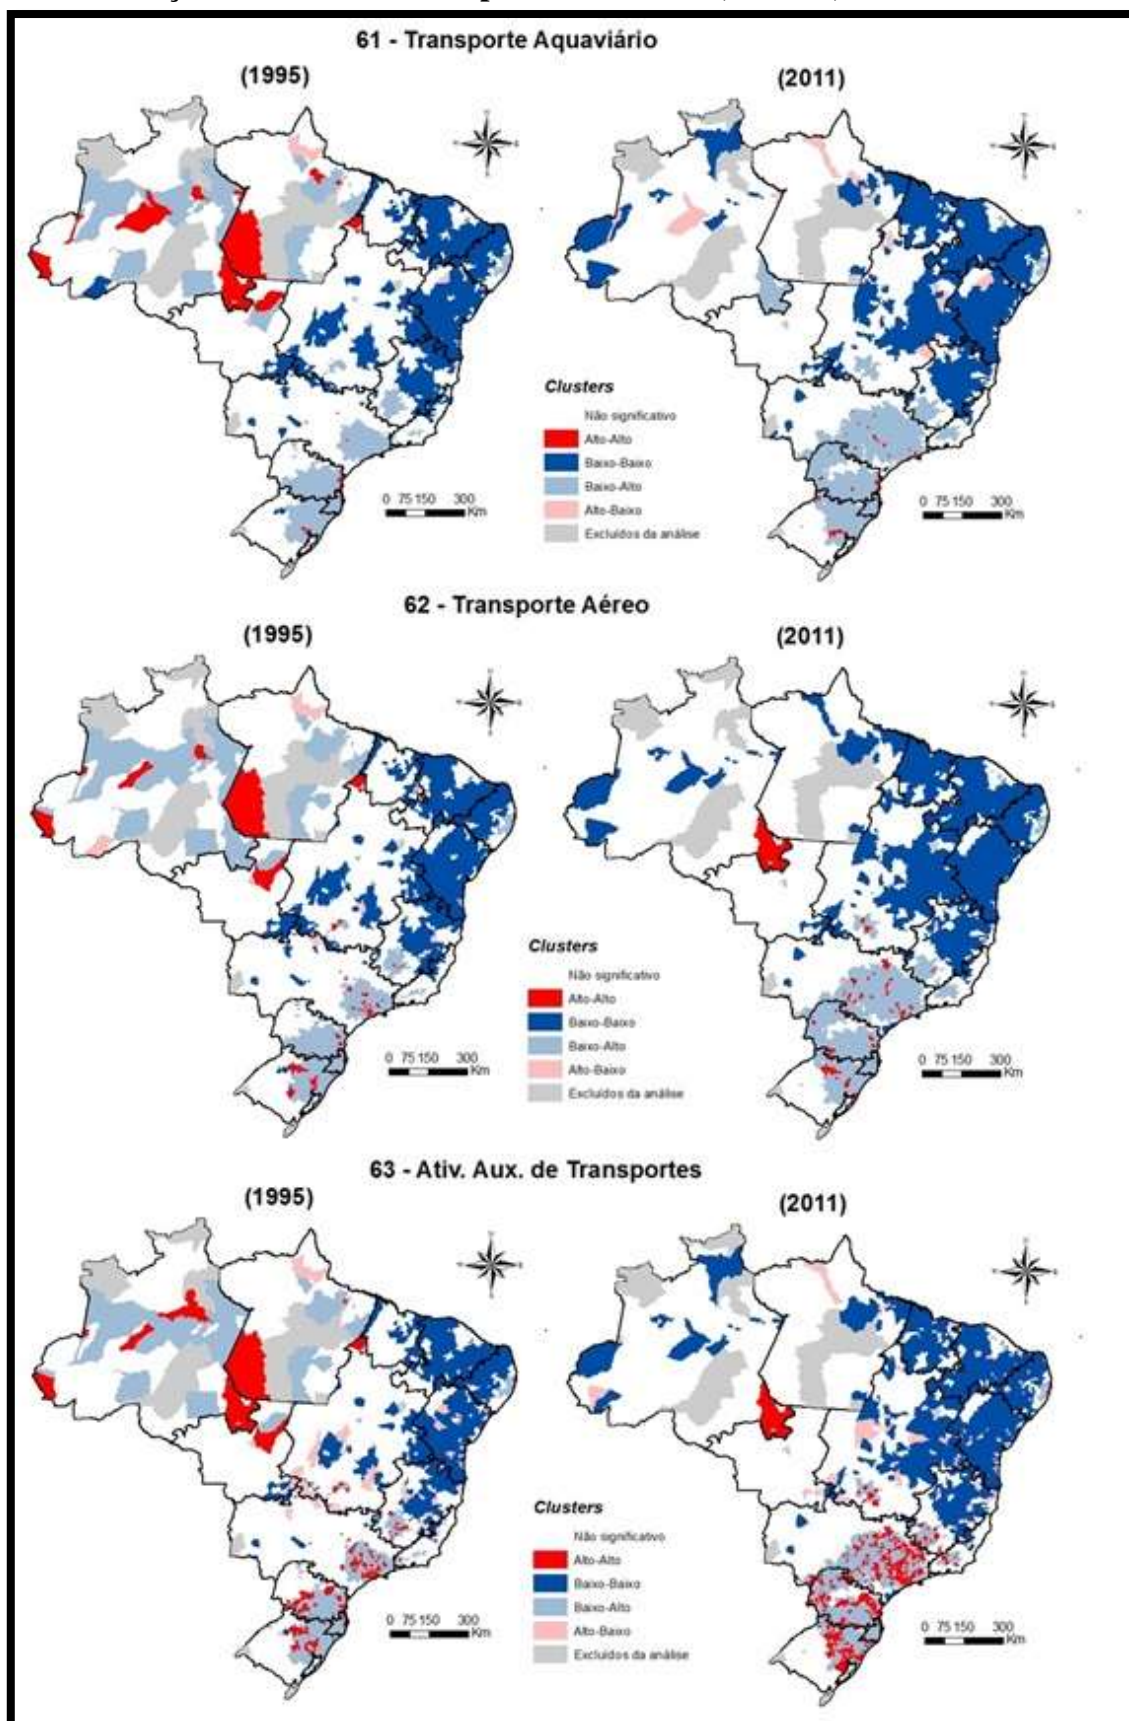 61 - Transporte Aquaviário
(1995)
(2011)
Clusters
Não significativo
Alto-Alto
Baixo-Baixo
Baixo-Alto
Alto-Baixo
Excluídos da análise
0 75 150 300
Km
0 75 150 300
Km
62 - Transporte Aéreo
(1995)
(2011)
Clusters
Não significativo
Alto-Alto
Baixo-Baixo
Baixo-Alto
Alto-Baixo
Excluídos da análise
0 75 150 300
Km
0 75 150 300
Km
63 - Ativ. Aux. de Transportes
(1995)
(2011)
Clusters
Não significativo
Alto-Alto
Baixo-Baixo
Baixo-Alto
Alto-Baixo
Excluídos da análise
0 75 150 300
Km
0 75 150 300
Km